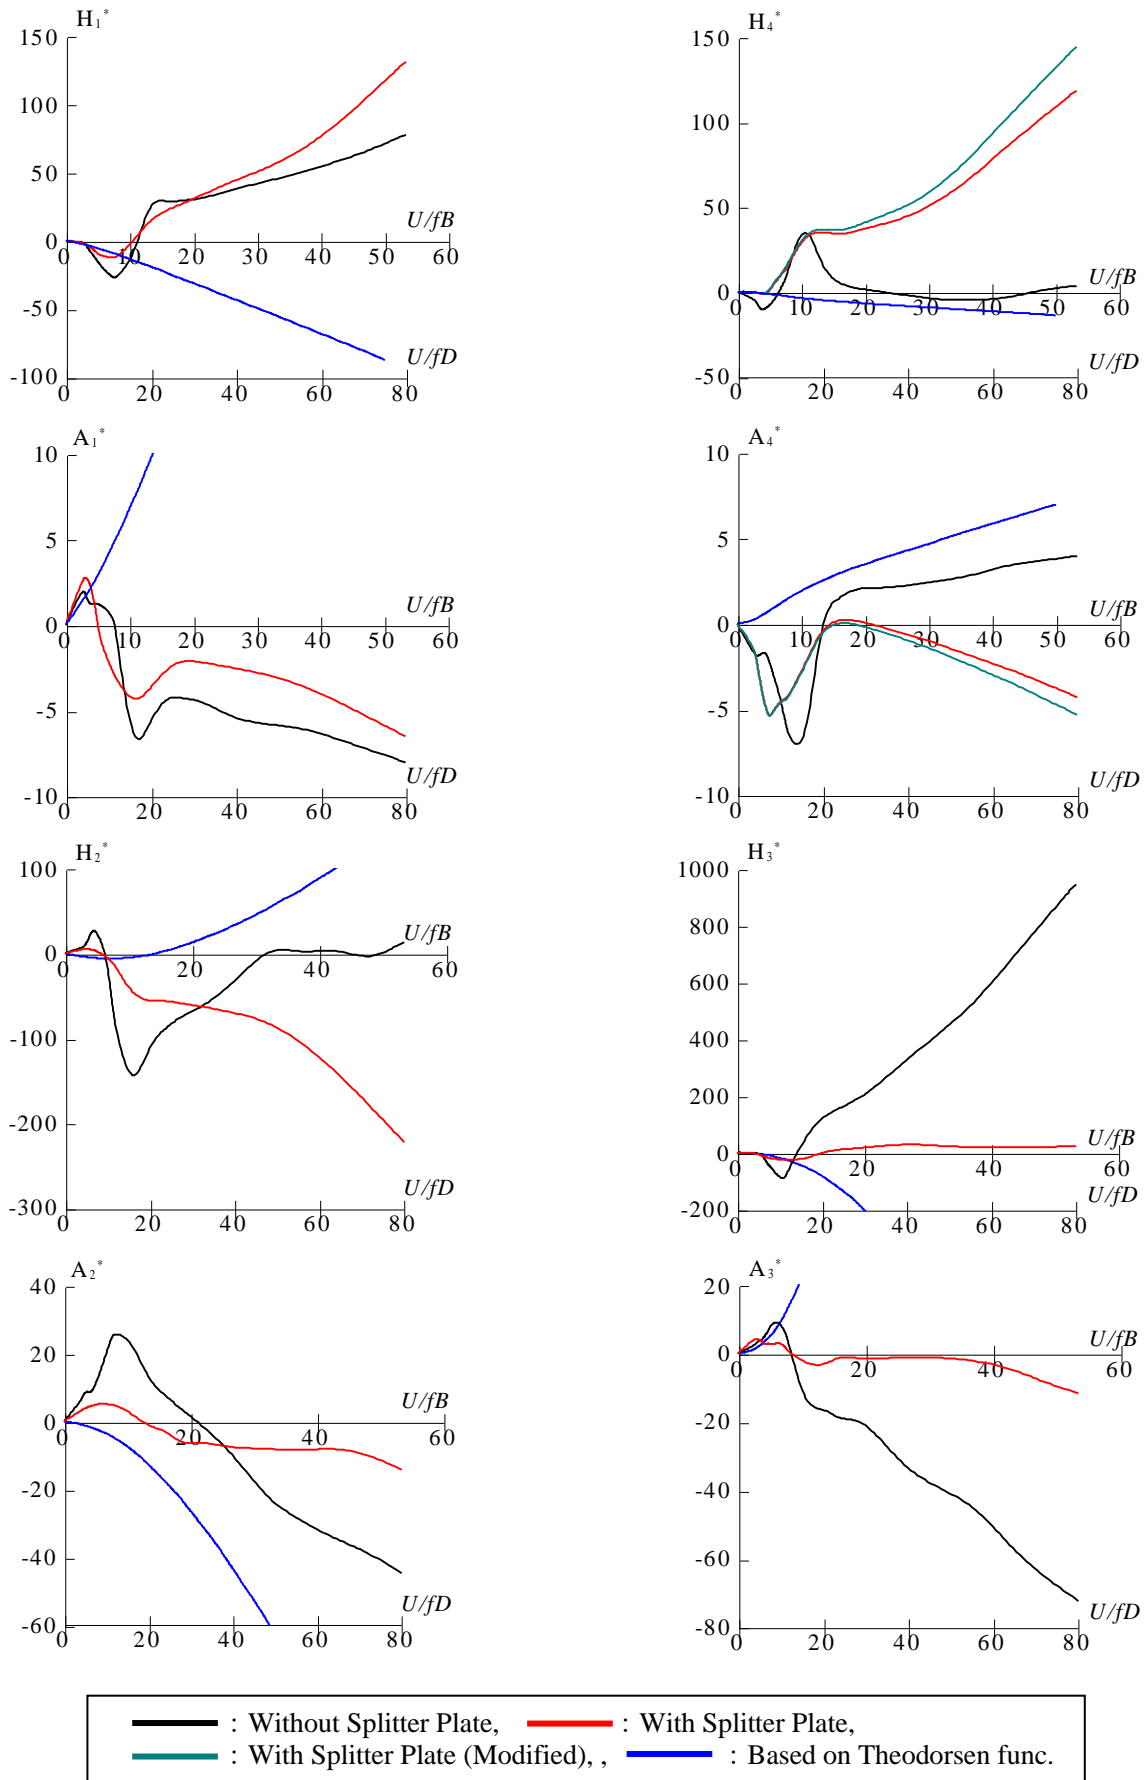 H₁*
150
100
50
0
-50
-100
U/fB
0 10 20 30 40 50 60
U/fD
0 20 40 60 80
H₄*
150
100
50
0
-50
U/fB
0 10 20 30 40 50 60
U/fD
0 20 40 60 80
A₁*
10
5
0
-5
-10
U/fB
0 10 20 30 40 50 60
U/fD
0 20 40 60 80
A₄*
10
5
0
-5
-10
U/fB
0 10 20 30 40 50 60
U/fD
0 20 40 60 80
H₂*
100
0
-100
-200
-300
U/fB
0 20 40 60
U/fD
0 20 40 60 80
H₃*
1000
800
600
400
200
0
-200
U/fB
0 20 40 60
U/fD
0 20 40 60 80
A₂*
40
20
0
-20
-40
-60
U/fB
0 20 40 60
U/fD
0 20 40 60 80
A₃*
20
0
-20
-40
-60
-80
U/fB
0 20 40 60
U/fD
0 20 40 60 80
: Without Splitter Plate, : With Splitter Plate,
: With Splitter Plate (Modified), , : Based on Theodorsen func.